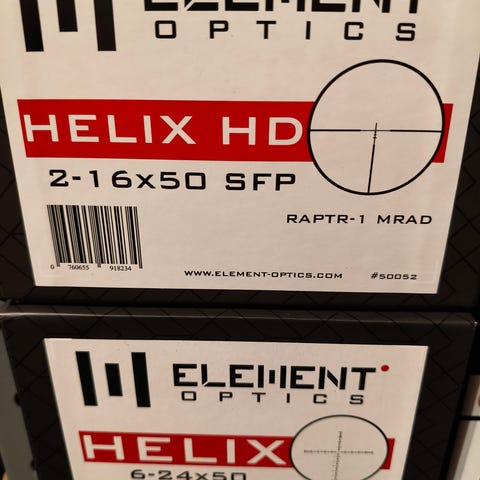 ELEMENT
OPTICS
HELIX HD
2-16x50 SFP
RAPTR-1 MRAD
0 760655 918234
WWW.ELEMENT-OPTICS.COM #50052
ELEMENT
OPTICS
HELIX
6-24x50